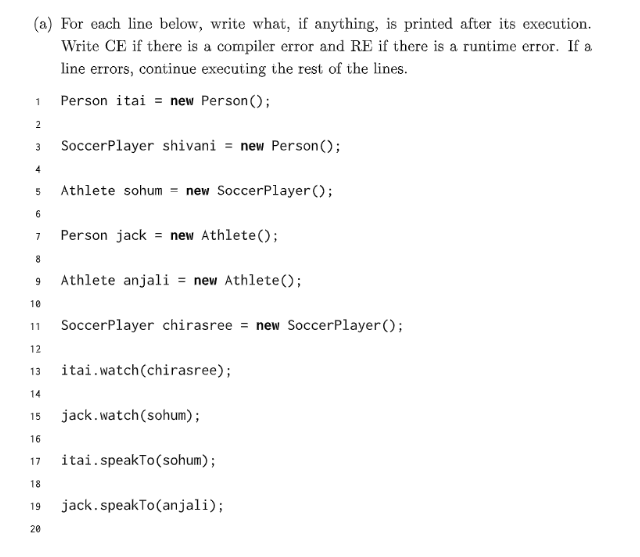 (a) For each line below, write what, if anything, is printed after its execution.
Write CE if there is a compiler error and RE if there is a runtime error. If a
line errors, continue executing the rest of the lines.
1 Person itai = new Person();
2
3 SoccerPlayer shivani = new Person();
4
5 Athlete sohum = new SoccerPlayer();
6
7 Person jack = new Athlete();
8
9 Athlete anjali = new Athlete();
10
11 SoccerPlayer chirasree = new SoccerPlayer();
12
13 itai.watch(chirasree);
14
15 jack.watch(sohum);
16
17 itai.speakTo(sohum);
18
19 jack.speakTo(anjali);
20